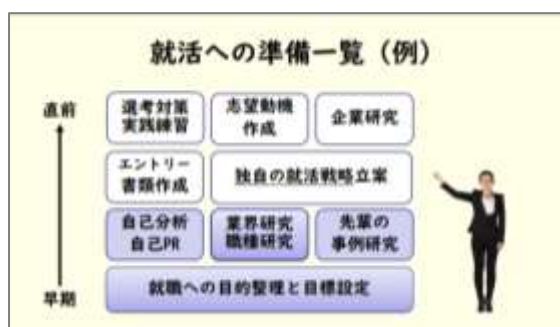 就活への準備一覧（例）
直前
選考対策
実践練習
志望動機
作成
企業研究
エントリー
書類作成
独自の就活戦略立案
自己分析
自己PR
業界研究
職種研究
先輩の
事例研究
早期
就職への目的整理と目標設定